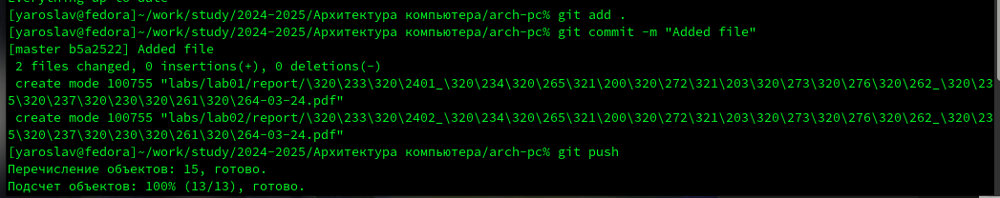 Everything up-to-date
[yaroslav@fedora]~/work/study/2024-2025/Архитектура компьютера/arch-pc% git add .
[yaroslav@fedora]~/work/study/2024-2025/Архитектура компьютера/arch-pc% git commit -m "Added file"
[master b5a2522] Added file
 2 files changed, 0 insertions(+), 0 deletions(-)
 create mode 100755 "labs/lab01/report/\320\233\320\2401_\320\234\320\265\321\200\320\272\321\203\320\273\320\276\320\262_\320\23
5\320\237\320\230\320\261\320\264-03-24.pdf"
 create mode 100755 "labs/lab02/report/\320\233\320\2402_\320\234\320\265\321\200\320\272\321\203\320\273\320\276\320\262_\320\23
5\320\237\320\230\320\261\320\264-03-24.pdf"
[yaroslav@fedora]~/work/study/2024-2025/Архитектура компьютера/arch-pc% git push
Перечисление объектов: 15, готово.
Подсчет объектов: 100% (13/13), готово.